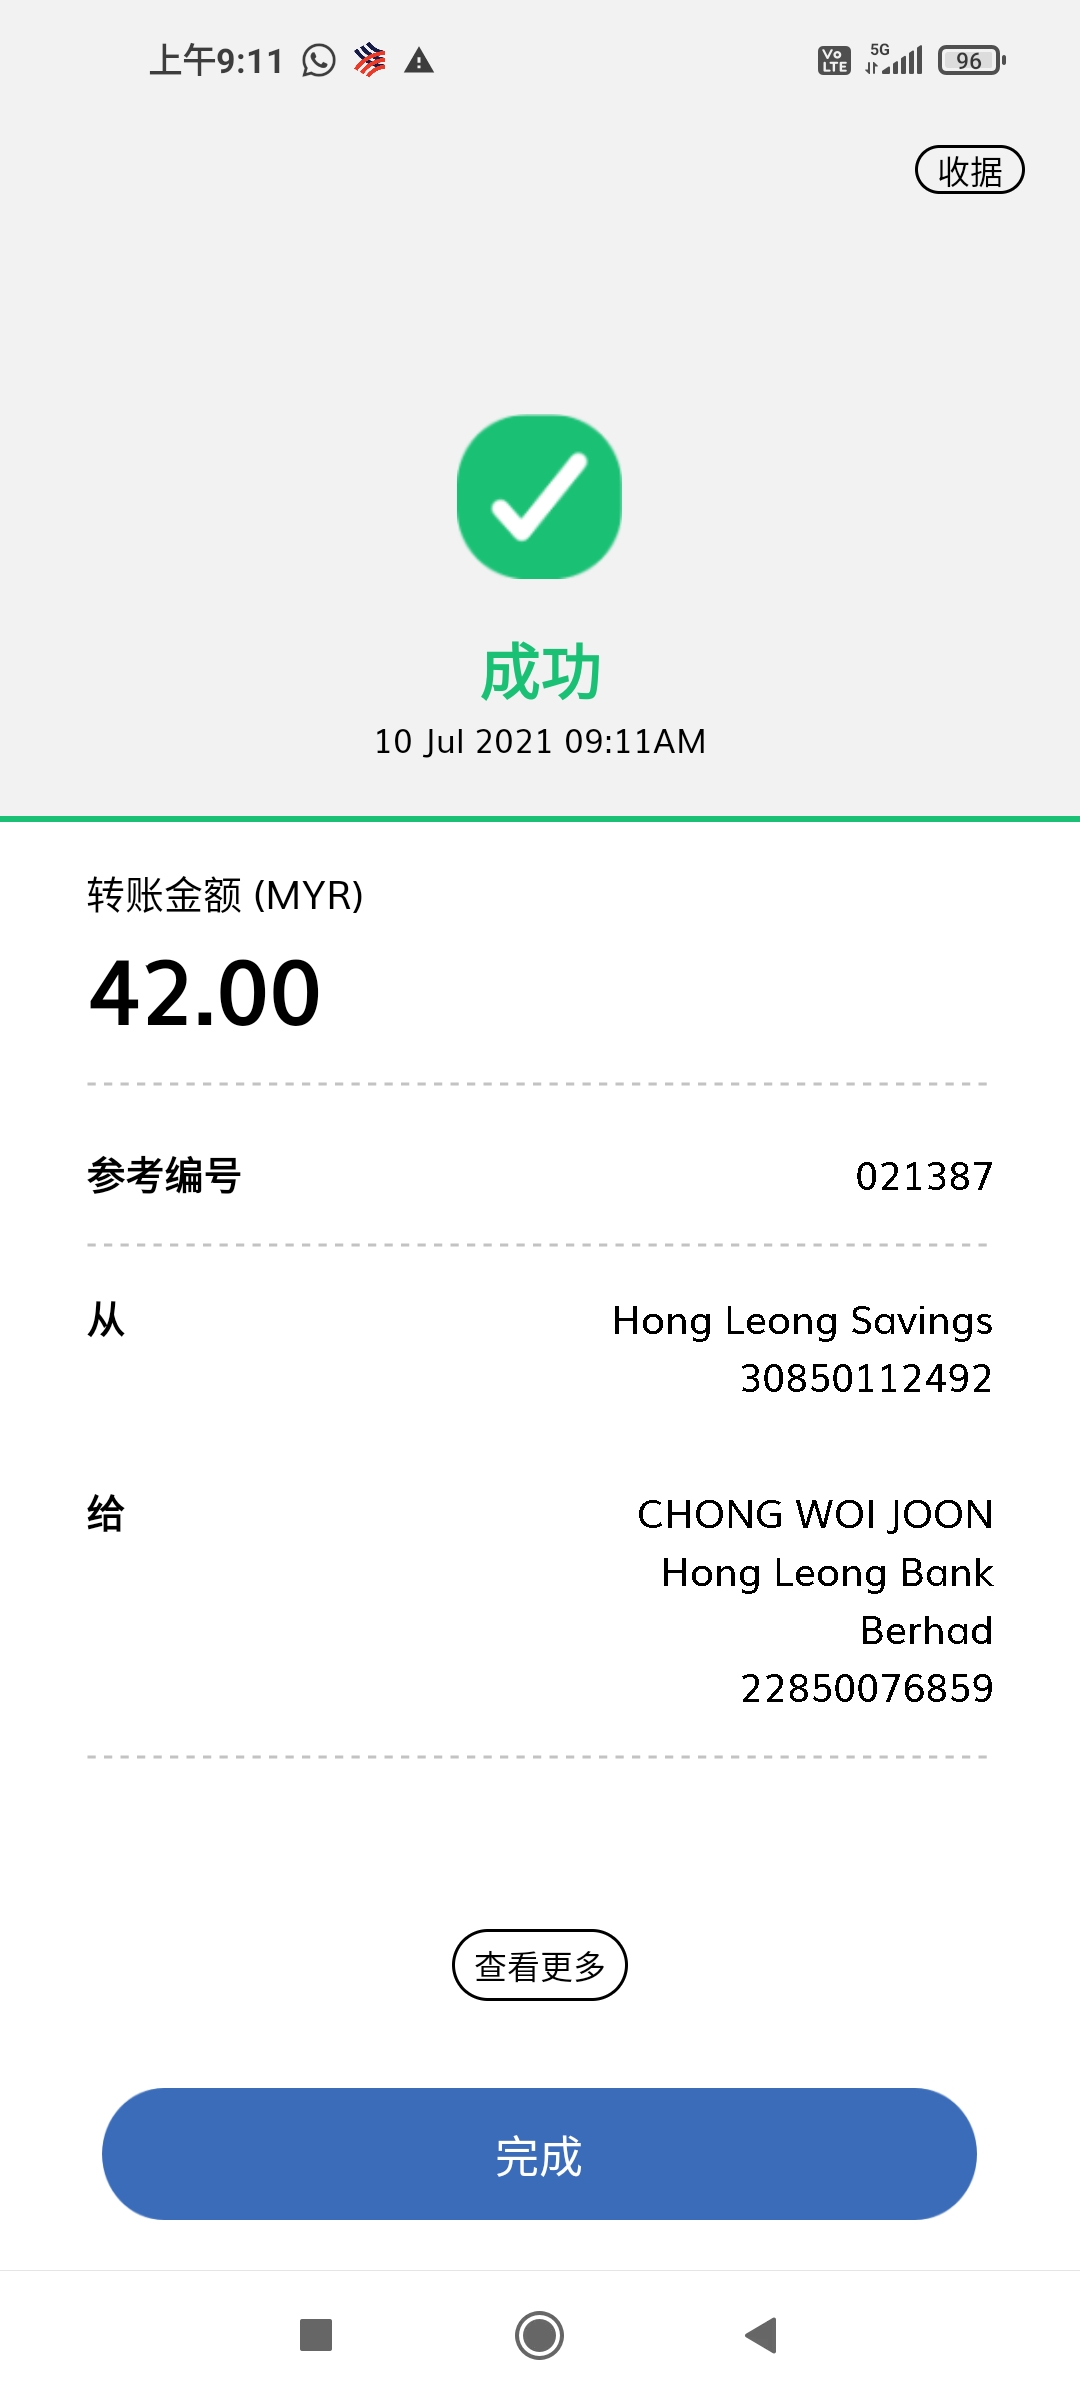 上午9:11
Vo LTE 5G 96
收据
成功
10 Jul 2021 09:11AM
转账金额 (MYR)
42.00
参考编号 021387
从 Hong Leong Savings
30850112492
给 CHONG WOI JOON
Hong Leong Bank
Berhad
22850076859
查看更多
完成